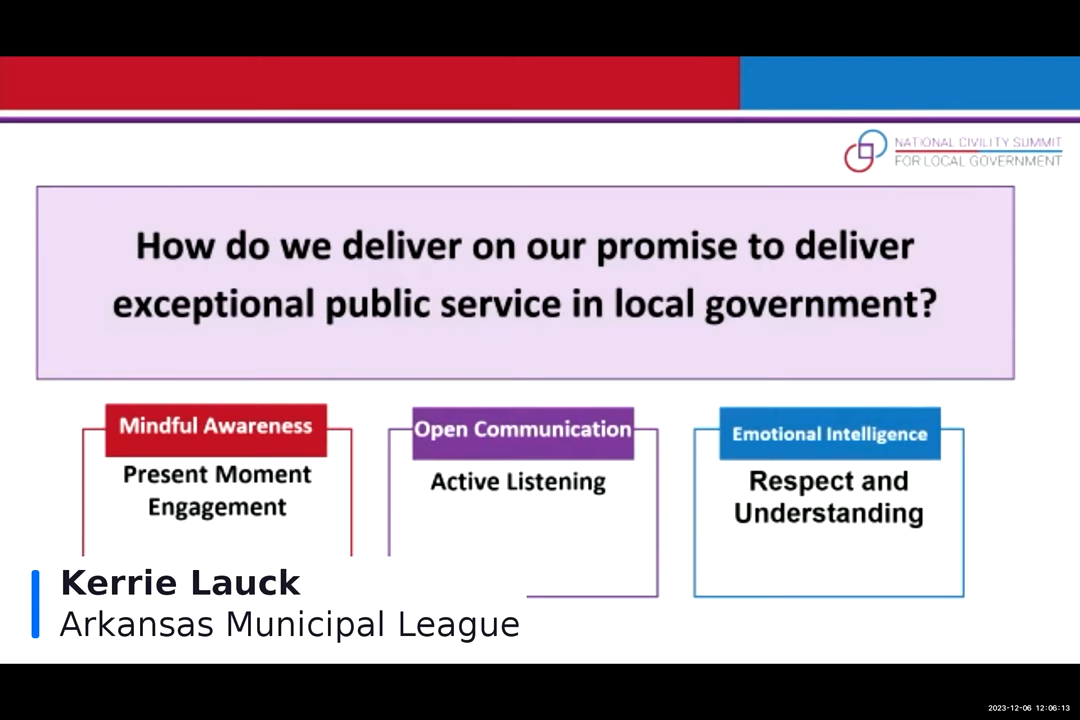 NATIONAL CIVILITY SUMMIT
FOR LOCAL GOVERNMENT
How do we deliver on our promise to deliver
exceptional public service in local government?
Mindful Awareness
Present Moment
Engagement
Open Communication
Active Listening
Emotional Intelligence
Respect and
Understanding
Kerrie Lauck
Arkansas Municipal League
2023-12-06 12:06:13